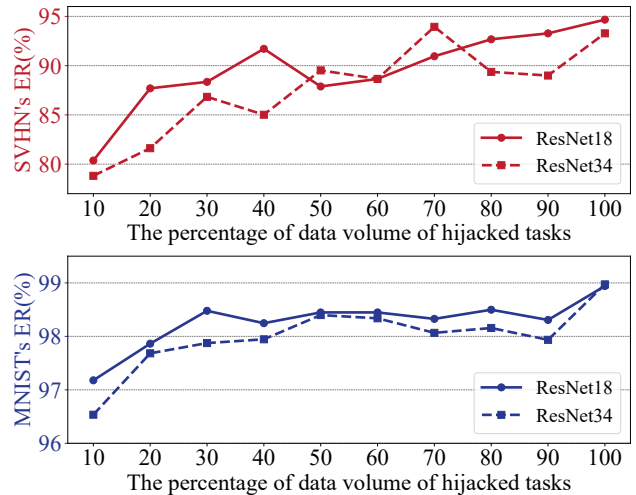 SVHN's ER(%)
95
90
85
80
ResNet18
ResNet34
10 20 30 40 50 60 70 80 90 100
The percentage of data volume of hijacked tasks
MNIST's ER(%)
99
98
97
96
ResNet18
ResNet34
10 20 30 40 50 60 70 80 90 100
The percentage of data volume of hijacked tasks